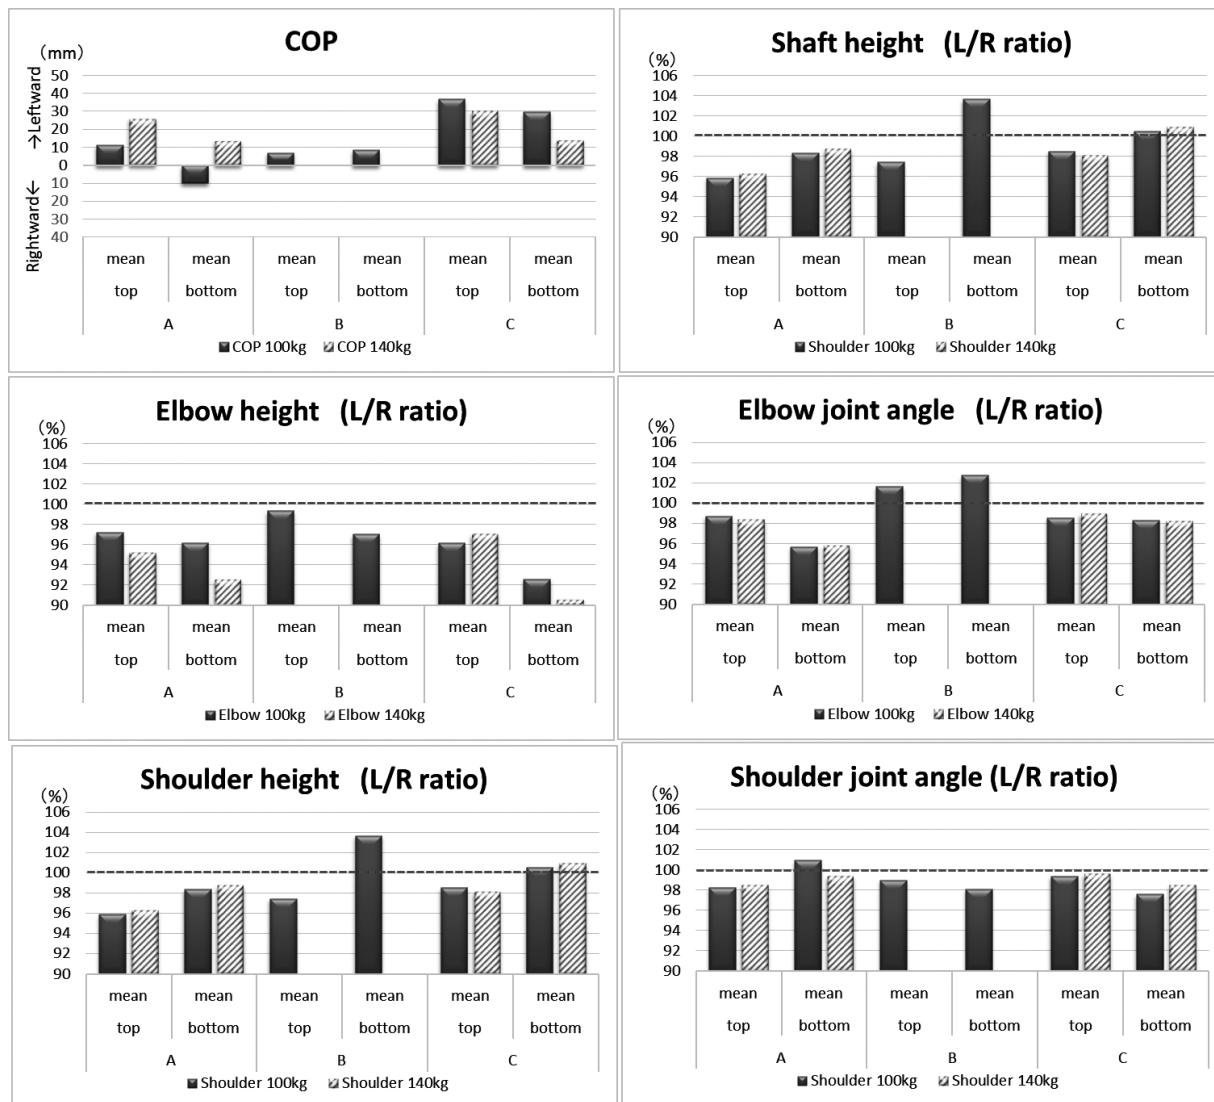 COP
(mm)
→Leftward
Rightward←
50
40
30
20
10
0
10
20
30
40
mean mean mean mean mean mean
top bottom top bottom top bottom
A B C
COP 100kg COP 140kg
Shaft height (L/R ratio)
(%)
106
104
102
100
98
96
94
92
90
mean mean mean mean mean mean
top bottom top bottom top bottom
A B C
Shoulder 100kg Shoulder 140kg
Elbow height (L/R ratio)
(%)
106
104
102
100
98
96
94
92
90
mean mean mean mean mean mean
top bottom top bottom top bottom
A B C
Elbow 100kg Elbow 140kg
Elbow joint angle (L/R ratio)
(%)
106
104
102
100
98
96
94
92
90
mean mean mean mean mean mean
top bottom top bottom top bottom
A B C
Elbow 100kg Elbow 140kg
Shoulder height (L/R ratio)
(%)
106
104
102
100
98
96
94
92
90
mean mean mean mean mean mean
top bottom top bottom top bottom
A B C
Shoulder 100kg Shoulder 140kg
Shoulder joint angle (L/R ratio)
(%)
106
104
102
100
98
96
94
92
90
mean mean mean mean mean mean
top bottom top bottom top bottom
A B C
Shoulder 100kg Shoulder 140kg